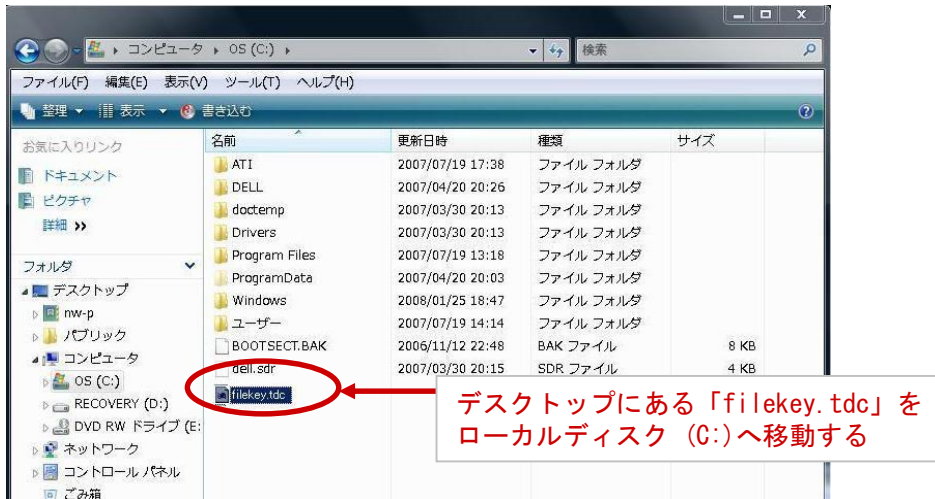 コンピュータ ▸ OS (C:) ▸
検索
ファイル(F) 編集(E) 表示(V) ツール(T) ヘルプ(H)
整理 表示 書き込む
お気に入りリンク
ドキュメント
ピクチャ
詳細 >>
フォルダ
デスクトップ
nw-p
パブリック
コンピュータ
OS (C:)
RECOVERY (D:)
DVD RW ドライブ (E:
ネットワーク
コントロール パネル
ごみ箱
名前 更新日時 種類 サイズ
ATI 2007/07/19 17:38 ファイル フォルダ
DELL 2007/04/20 20:26 ファイル フォルダ
doctemp 2007/03/30 20:13 ファイル フォルダ
Drivers 2007/03/30 20:13 ファイル フォルダ
Program Files 2007/07/19 13:18 ファイル フォルダ
ProgramData 2007/04/20 20:03 ファイル フォルダ
Windows 2008/01/25 18:47 ファイル フォルダ
ユーザー 2007/07/19 14:14 ファイル フォルダ
BOOTSECT.BAK 2006/11/12 22:48 BAK ファイル 8 KB
dell.sdr 2007/03/30 20:15 SDR ファイル 4 KB
filekey.tdc
デスクトップにある「filekey.tdc」を
ローカルディスク (C:)へ移動する